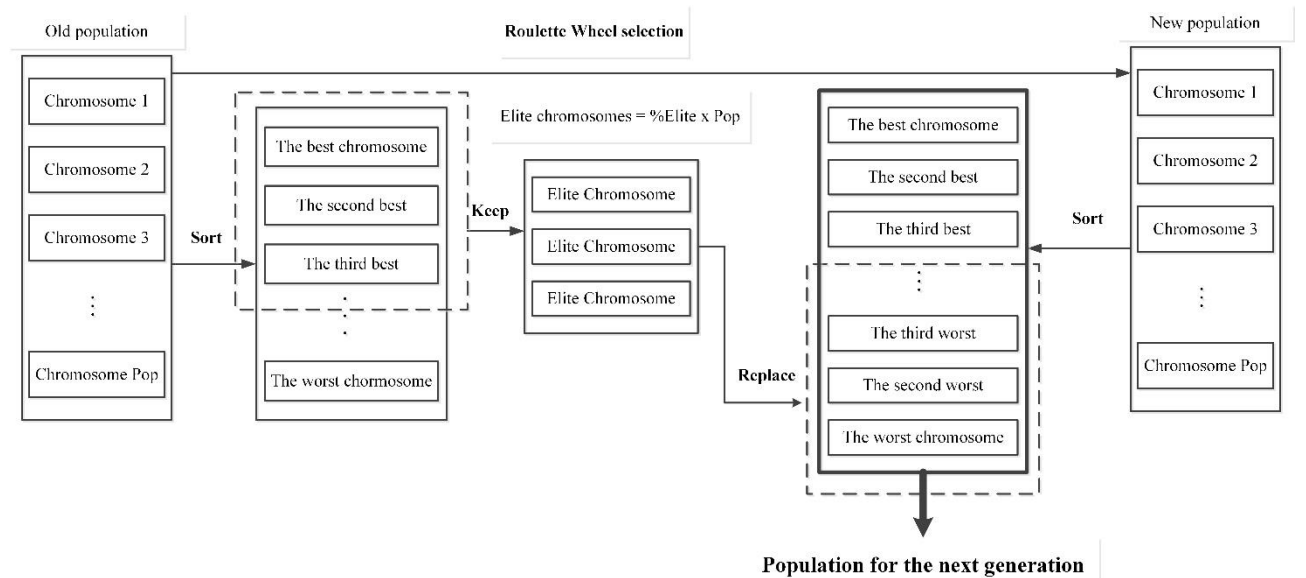 Old population
Roulette Wheel selection
New population
Chromosome 1
Chromosome 2
Chromosome 3
⋮
Chromosome Pop
Sort
The best chromosome
The second best
The third best
⋮
The worst chormosome
Keep
Elite chromosomes = %Elite x Pop
Elite Chromosome
Elite Chromosome
Elite Chromosome
Replace
The best chromosome
The second best
The third best
⋮
The third worst
The second worst
The worst chromosome
Sort
Chromosome 1
Chromosome 2
Chromosome 3
⋮
Chromosome Pop
Population for the next generation